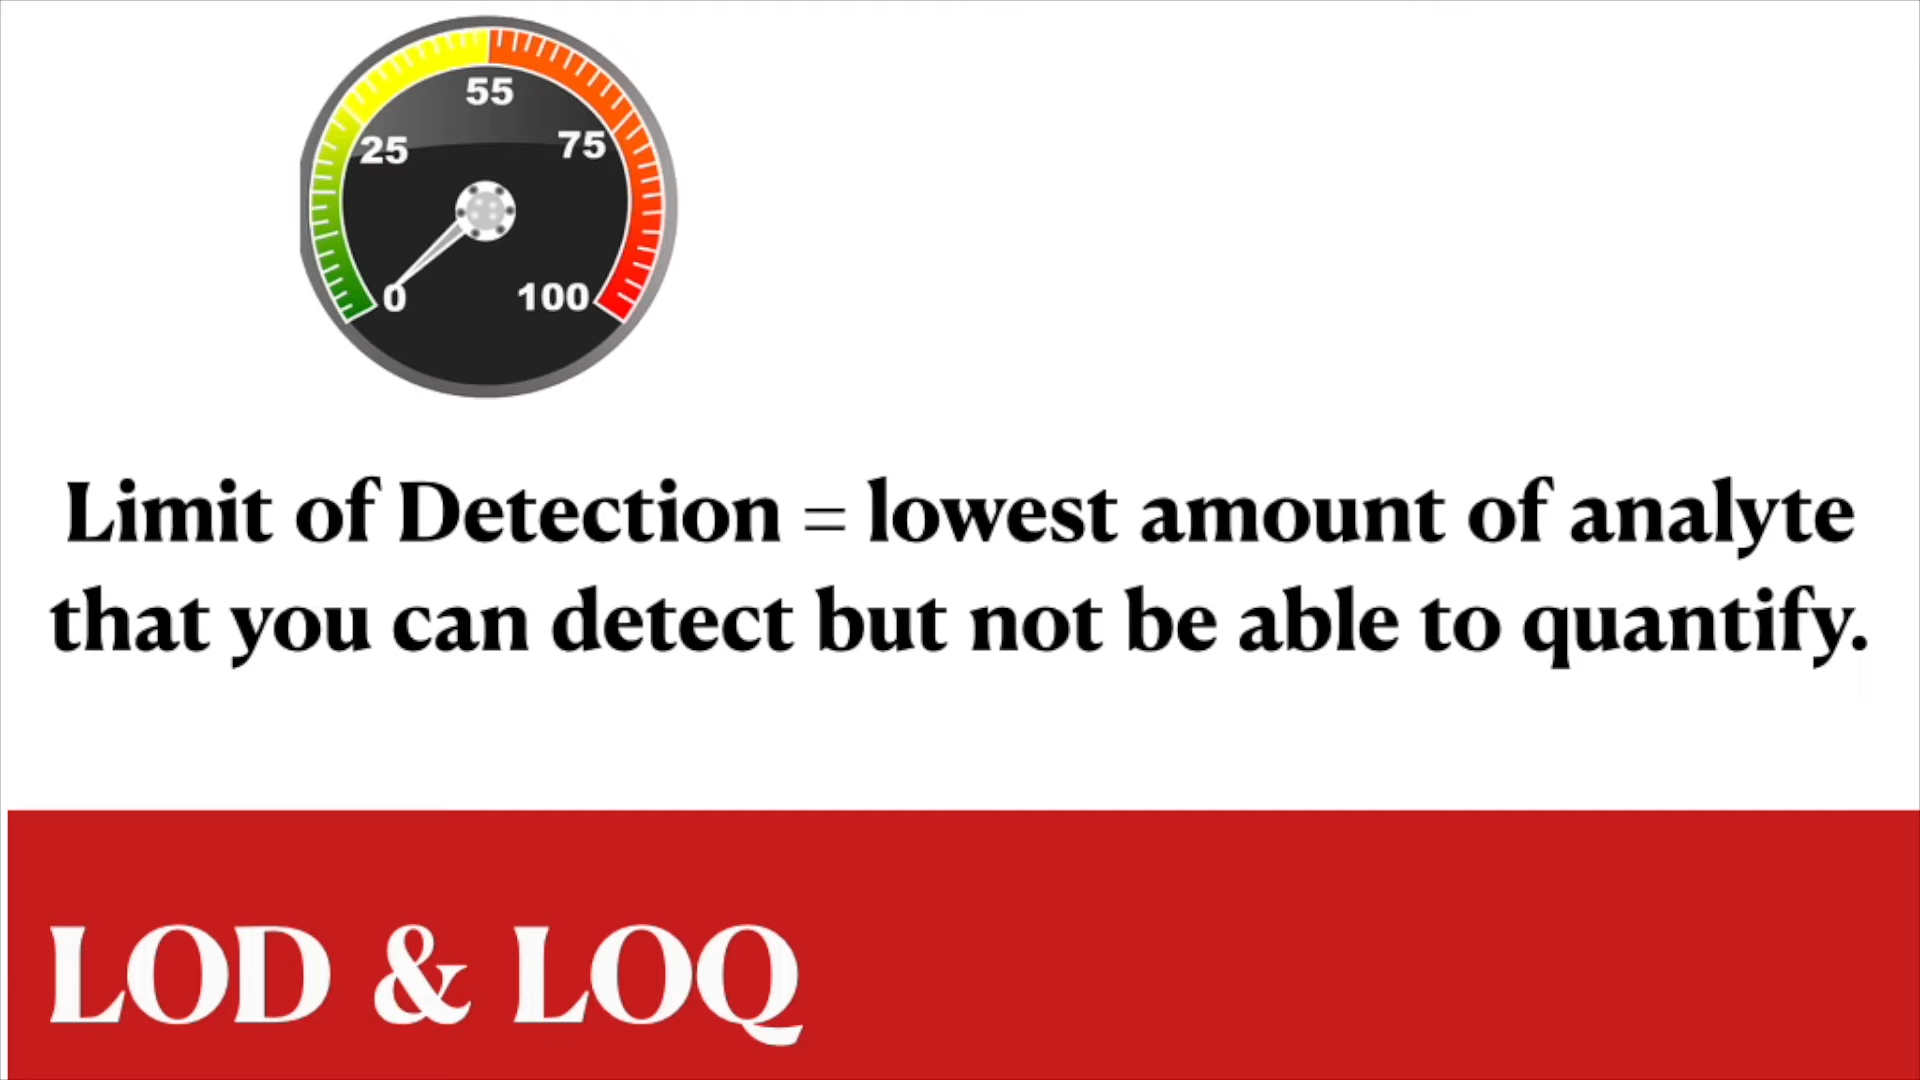 55
25
75
0
100
Limit of Detection = lowest amount of analyte
that you can detect but not be able to quantify.
LOD & LOQ